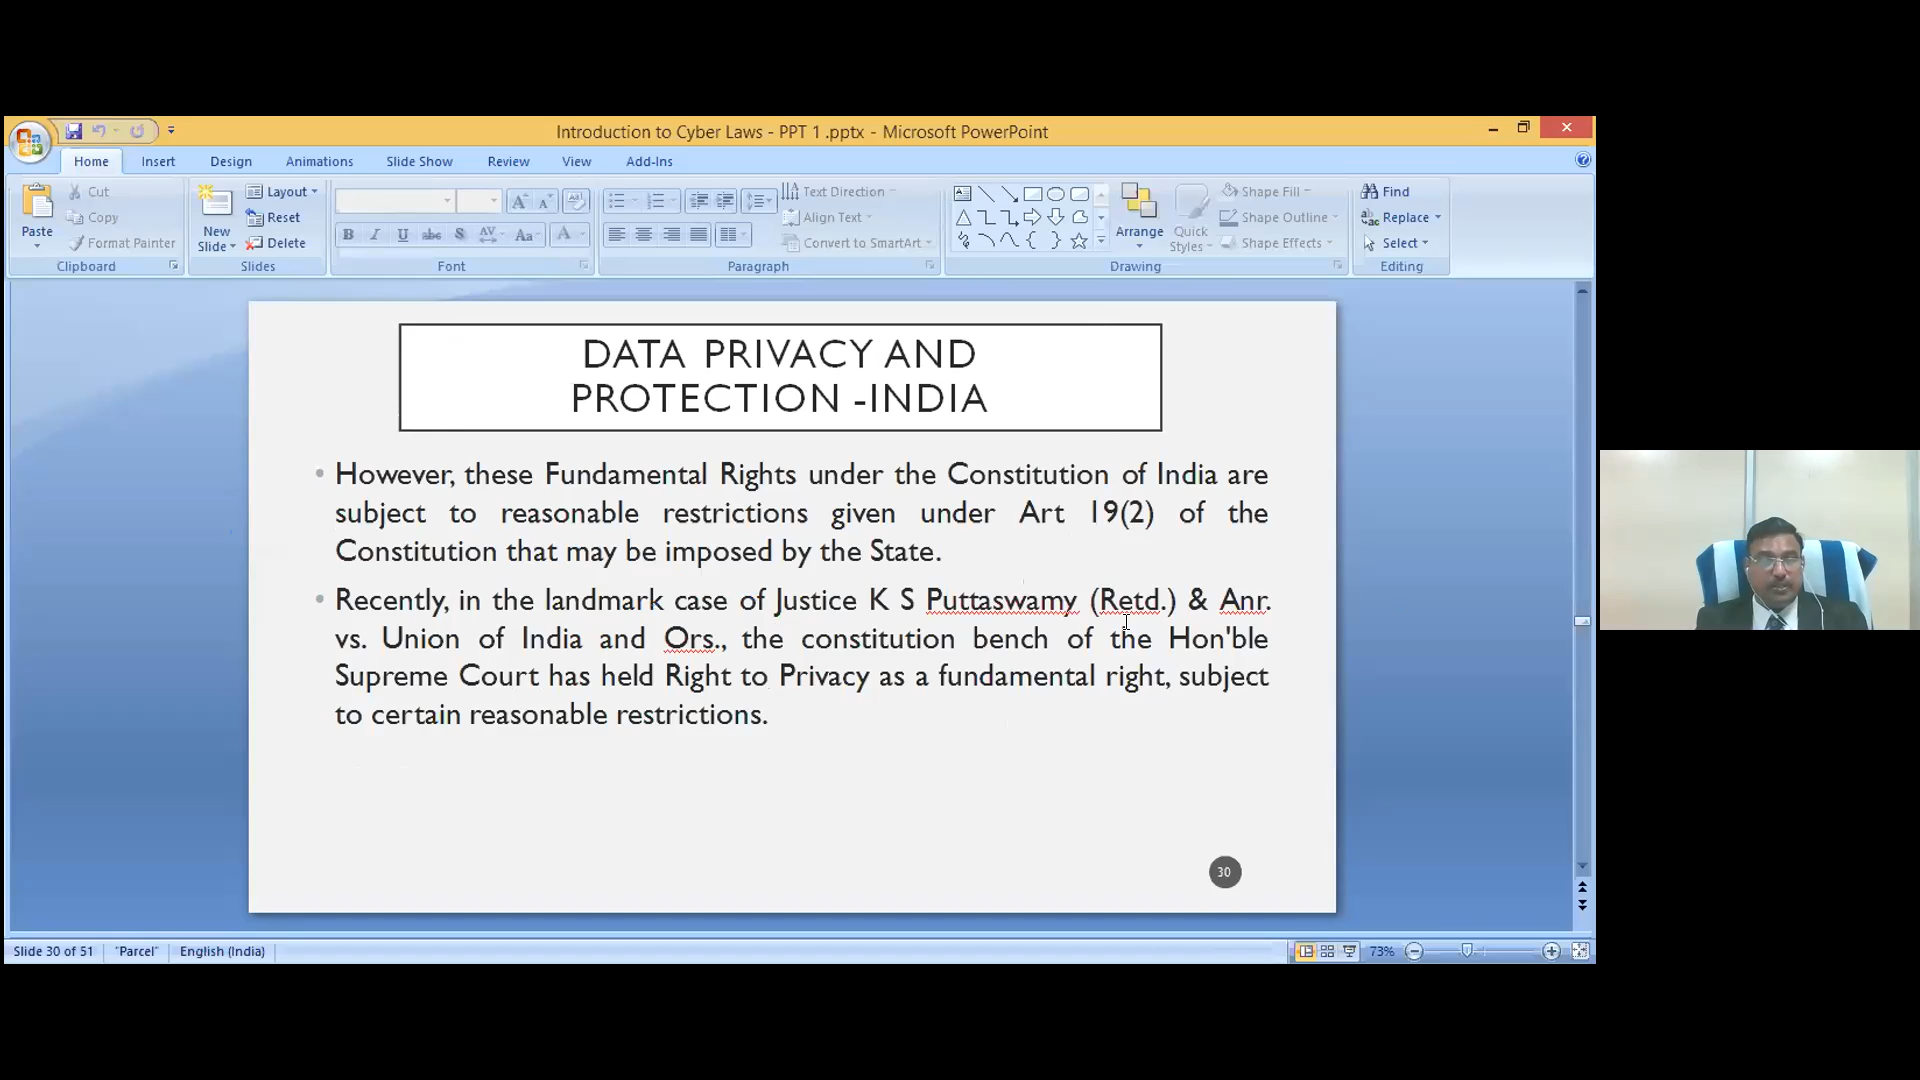 Introduction to Cyber Laws - PPT 1 .pptx - Microsoft PowerPoint
Home Insert Design Animations Slide Show Review View Add-Ins
Paste
Cut
Copy
Format Painter
Clipboard
New
Slide
Layout
Reset
Delete
Slides
Font
Text Direction
Align Text
Convert to SmartArt
Paragraph
Arrange
Quick
Styles
Shape Fill
Shape Outline
Shape Effects
Drawing
Find
Replace
Select
Editing
DATA PRIVACY AND
PROTECTION -INDIA
• However, these Fundamental Rights under the Constitution of India are
subject to reasonable restrictions given under Art 19(2) of the
Constitution that may be imposed by the State.
• Recently, in the landmark case of Justice K S Puttaswamy (Retd.) & Anr.
vs. Union of India and Ors., the constitution bench of the Hon'ble
Supreme Court has held Right to Privacy as a fundamental right, subject
to certain reasonable restrictions.
30
Slide 30 of 51 "Parcel" English (India) 73%